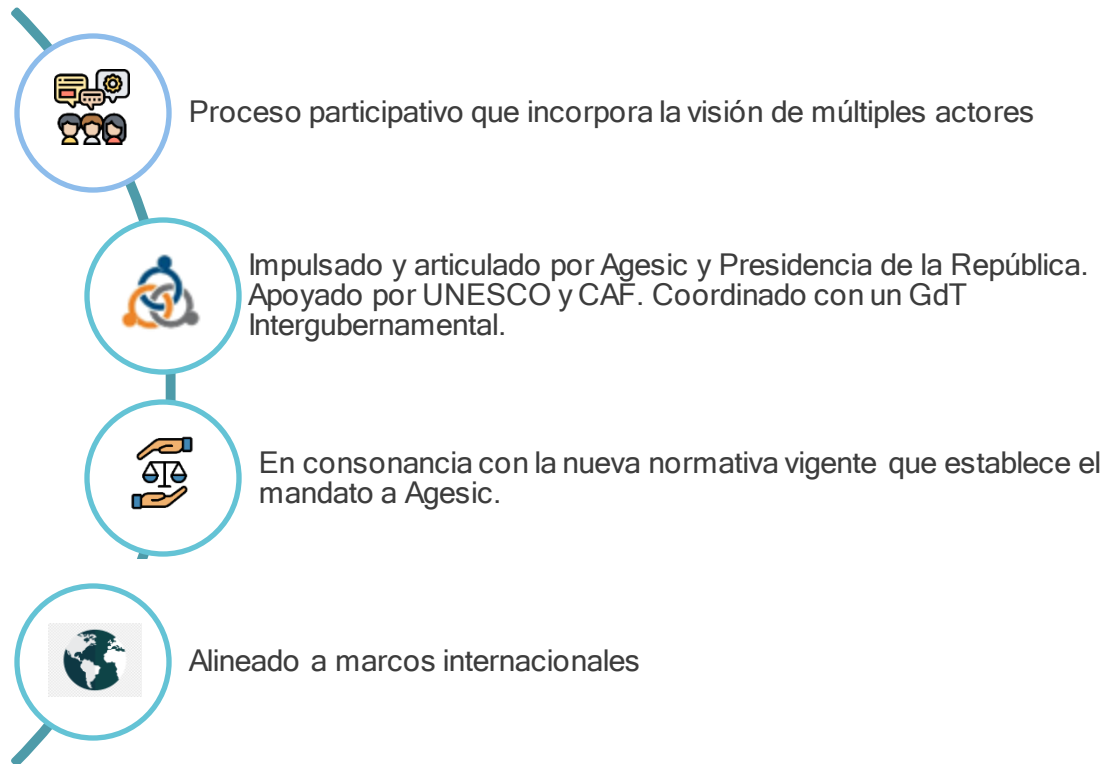 Proceso participativo que incorpora la visión de múltiples actores
Impulsado y articulado por Agesic y Presidencia de la República.
Apoyado por UNESCO y CAF. Coordinado con un GdT
Intergubernamental.
En consonancia con la nueva normativa vigente que establece el
mandato a Agesic.
Alineado a marcos internacionales